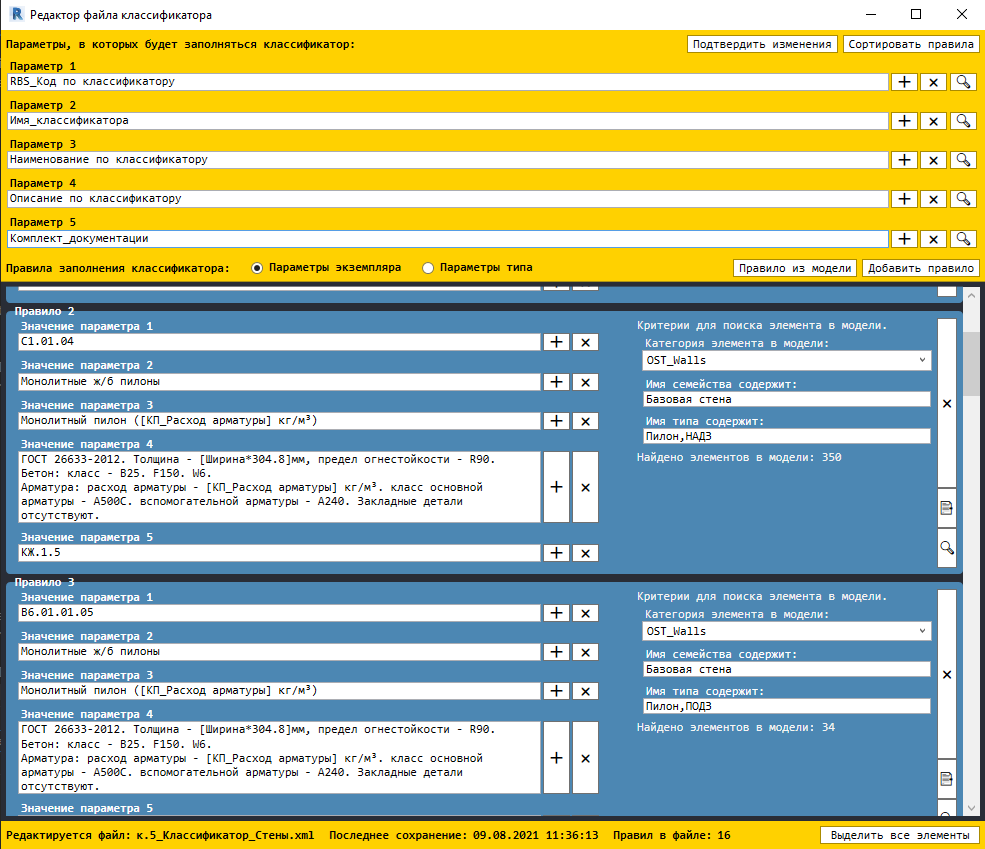 Редактор файла классификатора
Параметры, в которых будет заполняться классификатор:
Подтвердить изменения
Сортировать правила
Параметр 1
RBS_Код по классификатору
Параметр 2
Имя_классификатора
Параметр 3
Наименование по классификатору
Параметр 4
Описание по классификатору
Параметр 5
Комплект_документации
Правила заполнения классификатора:
Параметры экземпляра
Параметры типа
Правило из модели
Добавить правило
Правило 2
Значение параметра 1
С1.01.04
Значение параметра 2
Монолитные ж/б пилоны
Значение параметра 3
Монолитный пилон ([КП_Расход арматуры] кг/м³)
Значение параметра 4
ГОСТ 26633-2012. Толщина - [Ширина*304.8]мм, предел огнестойкости - R90.
Бетон: класс - B25. F150. W6.
Арматура: расход арматуры - [КП_Расход арматуры] кг/м³. класс основной
арматуры - А500С. вспомогательной арматуры - А240. Закладные детали
отсутствуют.
Значение параметра 5
КЖ.1.5
Критерии для поиска элемента в модели.
Категория элемента в модели:
OST_Walls
Имя семейства содержит:
Базовая стена
Имя типа содержит:
Пилон,НАДЗ
Найдено элементов в модели: 350
Правило 3
Значение параметра 1
В6.01.01.05
Значение параметра 2
Монолитные ж/б пилоны
Значение параметра 3
Монолитный пилон ([КП_Расход арматуры] кг/м³)
Значение параметра 4
ГОСТ 26633-2012. Толщина - [Ширина*304.8]мм, предел огнестойкости - R90.
Бетон: класс - B25. F150. W6.
Арматура: расход арматуры - [КП_Расход арматуры] кг/м³. класс основной
арматуры - А500С. вспомогательной арматуры - А240. Закладные детали
отсутствуют.
Значение параметра 5
Критерии для поиска элемента в модели.
Категория элемента в модели:
OST_Walls
Имя семейства содержит:
Базовая стена
Имя типа содержит:
Пилон,ПОДЗ
Найдено элементов в модели: 34
Редактируется файл: к.5_Классификатор_Стены.xml Последнее сохранение: 09.08.2021 11:36:13 Правил в файле: 16
Выделить все элементы